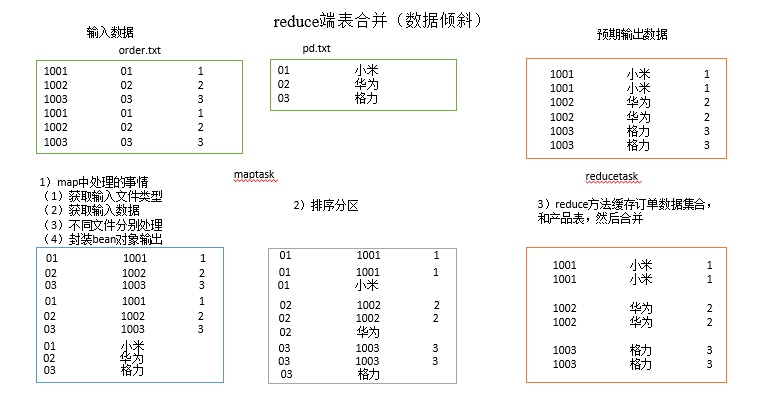 reduce端表合并（数据倾斜）
输入数据
order.txt
1001 01 1
1002 02 2
1003 03 3
1001 01 1
1002 02 2
1003 03 3
pd.txt
01 小米
02 华为
03 格力
预期输出数据
1001 小米 1
1001 小米 1
1002 华为 2
1002 华为 2
1003 格力 3
1003 格力 3
maptask
1）map中处理的事情
（1）获取输入文件类型
（2）获取输入数据
（3）不同文件分别处理
（4）封装bean对象输出
01 1001 1
02 1002 2
03 1003 3
01 1001 1
02 1002 2
03 1003 3
01 小米
02 华为
03 格力
2）排序分区
01 1001 1
01 1001 1
01 小米
02 1002 2
02 1002 2
02 华为
03 1003 3
03 1003 3
03 格力
reducetask
3）reduce方法缓存订单数据集合，
和产品表，然后合并
1001 小米 1
1001 小米 1
1002 华为 2
1002 华为 2
1003 格力 3
1003 格力 3